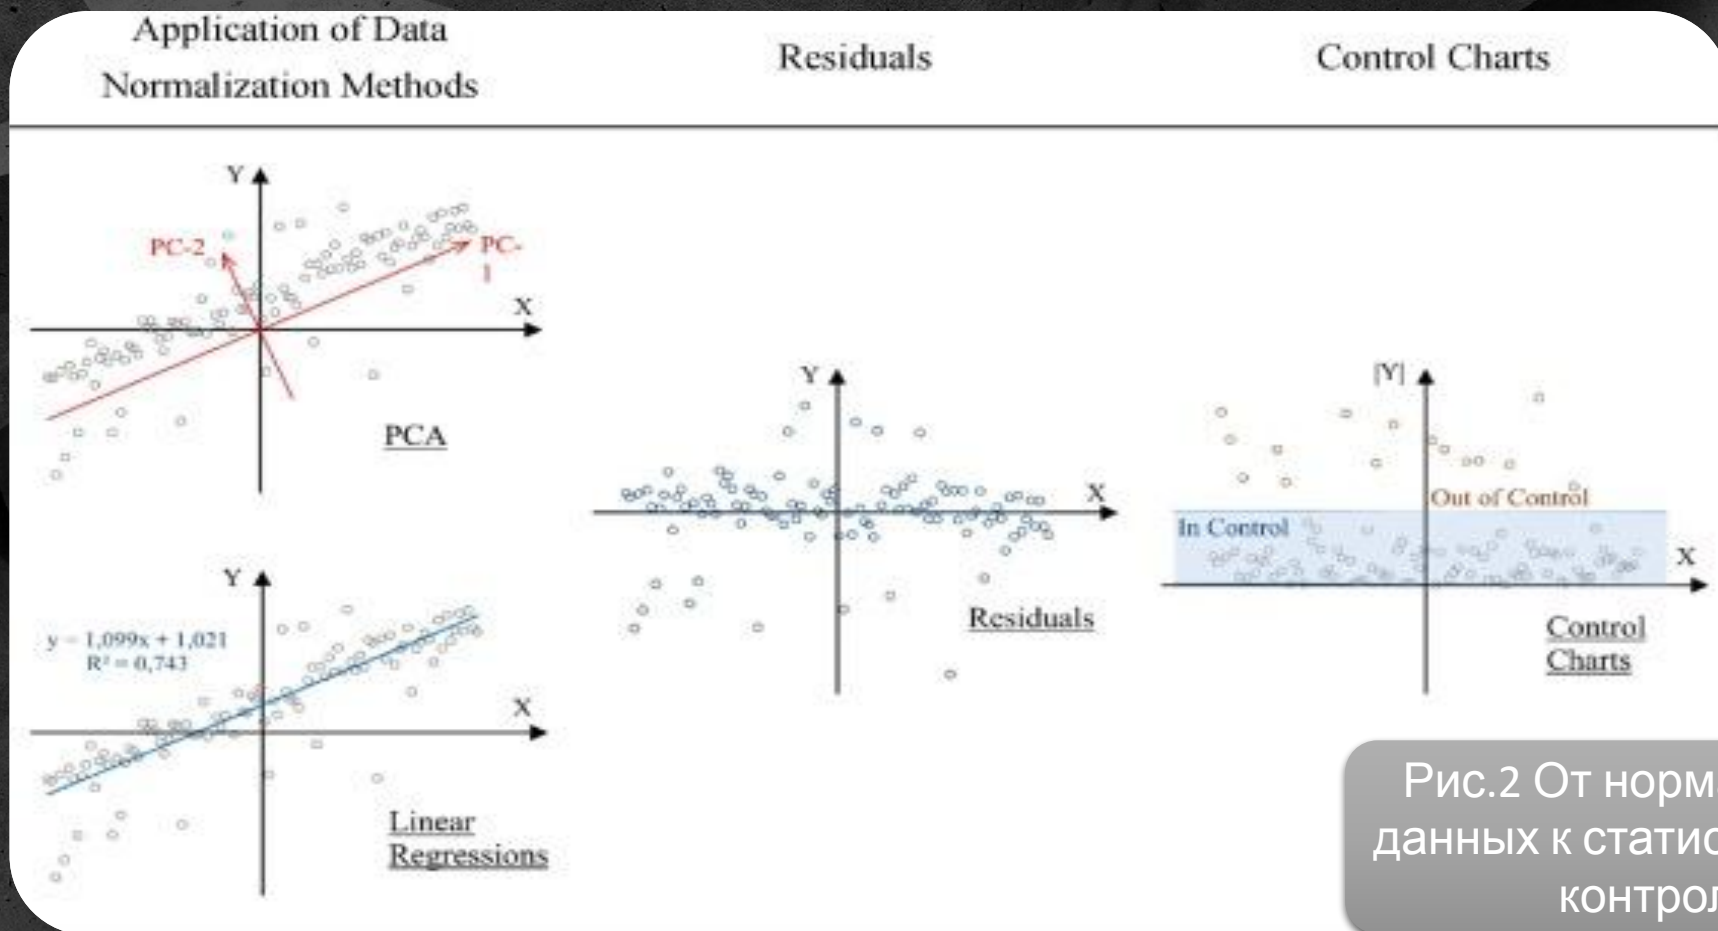 Application of Data
Normalization Methods
Residuals
Control Charts
Y
PC-2
PC-
1
X
PCA
Y
y = 1,099x + 1,021
R² = 0,743
X
Linear
Regressions
Y
X
Residuals
|Y|
Out of Control
In Control
X
Control
Charts
Рис.2 От норм
данных к статис
контрол